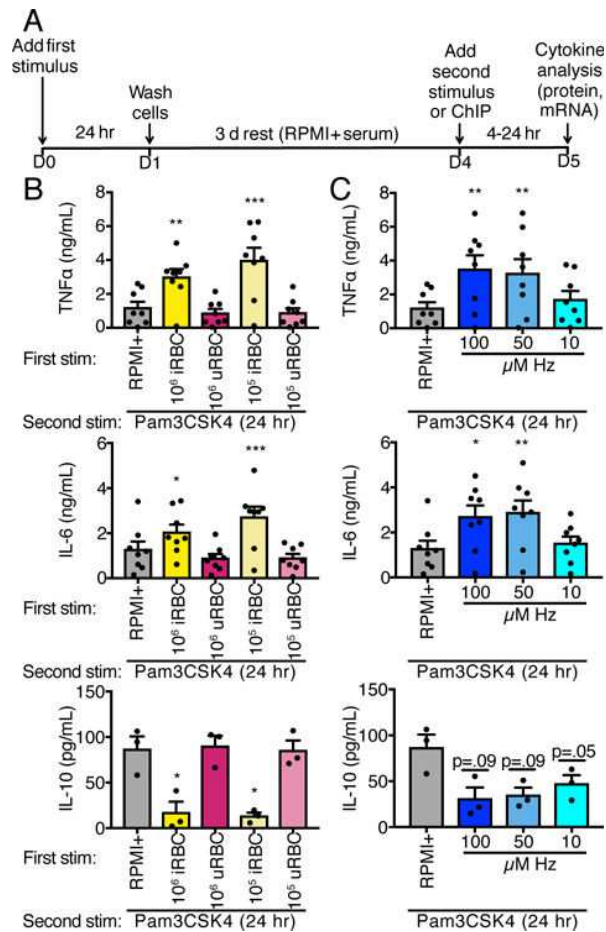 A
Add first
stimulus
Wash
cells
Add
second
stimulus
or ChIP
Cytokine
analysis
(protein,
mRNA)
24 hr
3 d rest (RPMI+serum)
4-24 hr
D0
D1
D4
D5
B
TNFα (ng/mL)
8
6
4
2
0
**
***
First stim:
RPMI+
10⁶ iRBC
10⁶ uRBC
10⁵ iRBC
10⁵ uRBC
Second stim: Pam3CSK4 (24 hr)
IL-6 (ng/mL)
6
4
2
0
*
***
First stim:
RPMI+
10⁶ iRBC
10⁶ uRBC
10⁵ iRBC
10⁵ uRBC
Second stim: Pam3CSK4 (24 hr)
IL-10 (pg/mL)
150
100
50
0
*
*
First stim:
RPMI+
10⁶ iRBC
10⁶ uRBC
10⁵ iRBC
10⁵ uRBC
Second stim: Pam3CSK4 (24 hr)
C
TNFα (ng/mL)
8
6
4
2
0
**
**
RPMI+
100 50 10
µM Hz
Pam3CSK4 (24 hr)
IL-6 (ng/mL)
6
4
2
0
*
**
RPMI+
100 50 10
µM Hz
Pam3CSK4 (24 hr)
IL-10 (pg/mL)
150
100
50
0
p=.09 p=.09 p=.05
RPMI+
100 50 10
µM Hz
Pam3CSK4 (24 hr)